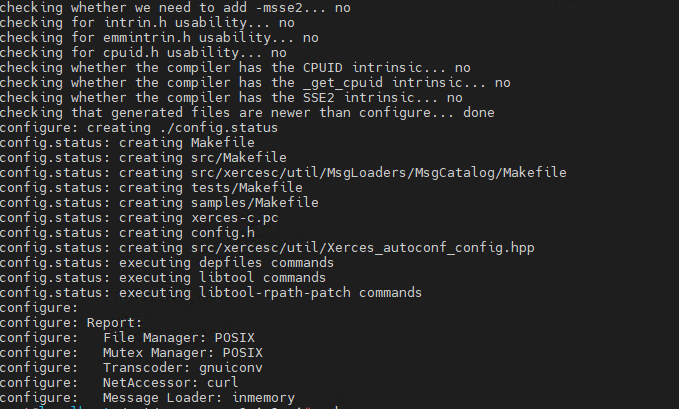 checking whether we need to add -msse2... no
checking for intrin.h usability... no
checking for emmintrin.h usability... no
checking for cpuid.h usability... no
checking whether the compiler has the CPUID intrinsic... no
checking whether the compiler has the _get_cpuid intrinsic... no
checking whether the compiler has the SSE2 intrinsic... no
checking that generated files are newer than configure... done
configure: creating ./config.status
config.status: creating Makefile
config.status: creating src/Makefile
config.status: creating src/xercesc/util/MsgLoaders/MsgCatalog/Makefile
config.status: creating tests/Makefile
config.status: creating samples/Makefile
config.status: creating xerces-c.pc
config.status: creating config.h
config.status: creating src/xercesc/util/Xerces_autoconf_config.hpp
config.status: executing depfiles commands
config.status: executing libtool commands
config.status: executing libtool-rpath-patch commands
configure:
configure: Report:
configure:   File Manager: POSIX
configure:   Mutex Manager: POSIX
configure:   Transcoder: gnuiconv
configure:   NetAccessor: curl
configure:   Message Loader: inmemory